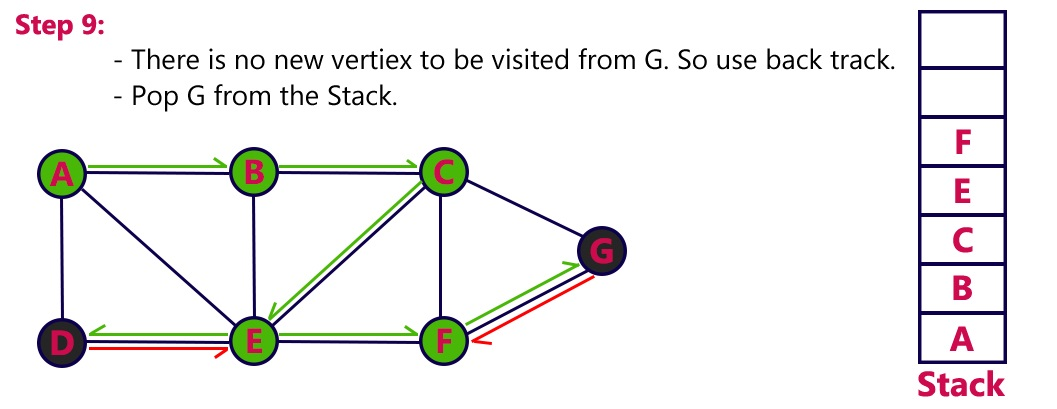 Step 9:
- There is no new vertiex to be visited from G. So use back track.
- Pop G from the Stack.
A B C
G
D E F
F
E
C
B
A
Stack